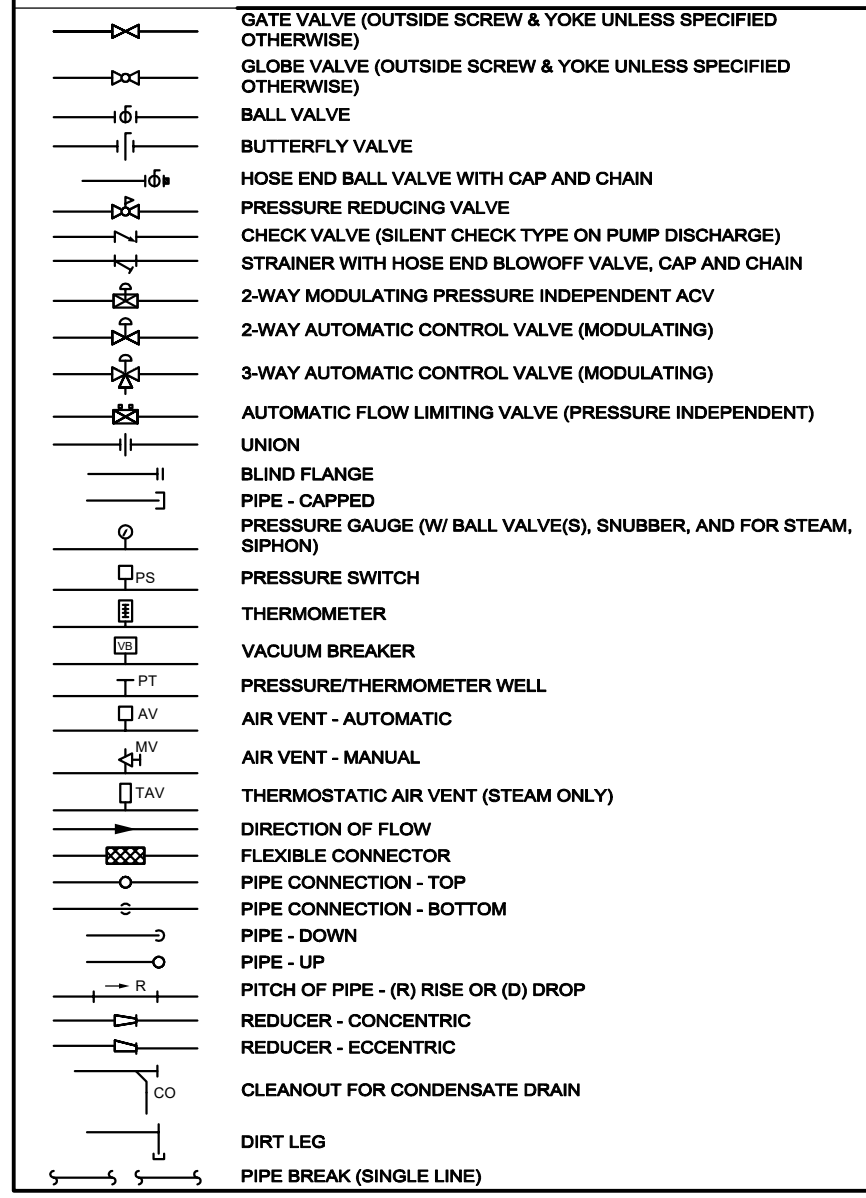 GATE VALVE (OUTSIDE SCREW & YOKE UNLESS SPECIFIED
OTHERWISE)
GLOBE VALVE (OUTSIDE SCREW & YOKE UNLESS SPECIFIED
OTHERWISE)
BALL VALVE
BUTTERFLY VALVE
HOSE END BALL VALVE WITH CAP AND CHAIN
PRESSURE REDUCING VALVE
CHECK VALVE (SILENT CHECK TYPE ON PUMP DISCHARGE)
STRAINER WITH HOSE END BLOWOFF VALVE, CAP AND CHAIN
2-WAY MODULATING PRESSURE INDEPENDENT ACV
2-WAY AUTOMATIC CONTROL VALVE (MODULATING)
3-WAY AUTOMATIC CONTROL VALVE (MODULATING)
AUTOMATIC FLOW LIMITING VALVE (PRESSURE INDEPENDENT)
UNION
BLIND FLANGE
PIPE - CAPPED
PRESSURE GAUGE (W/ BALL VALVE(S), SNUBBER, AND FOR STEAM,
SIPHON)
PS PRESSURE SWITCH
THERMOMETER
VB VACUUM BREAKER
PT PRESSURE/THERMOMETER WELL
AV AIR VENT - AUTOMATIC
MV AIR VENT - MANUAL
TAV THERMOSTATIC AIR VENT (STEAM ONLY)
DIRECTION OF FLOW
FLEXIBLE CONNECTOR
PIPE CONNECTION - TOP
PIPE CONNECTION - BOTTOM
PIPE - DOWN
PIPE - UP
R PITCH OF PIPE - (R) RISE OR (D) DROP
REDUCER - CONCENTRIC
REDUCER - ECCENTRIC
CO CLEANOUT FOR CONDENSATE DRAIN
DIRT LEG
PIPE BREAK (SINGLE LINE)